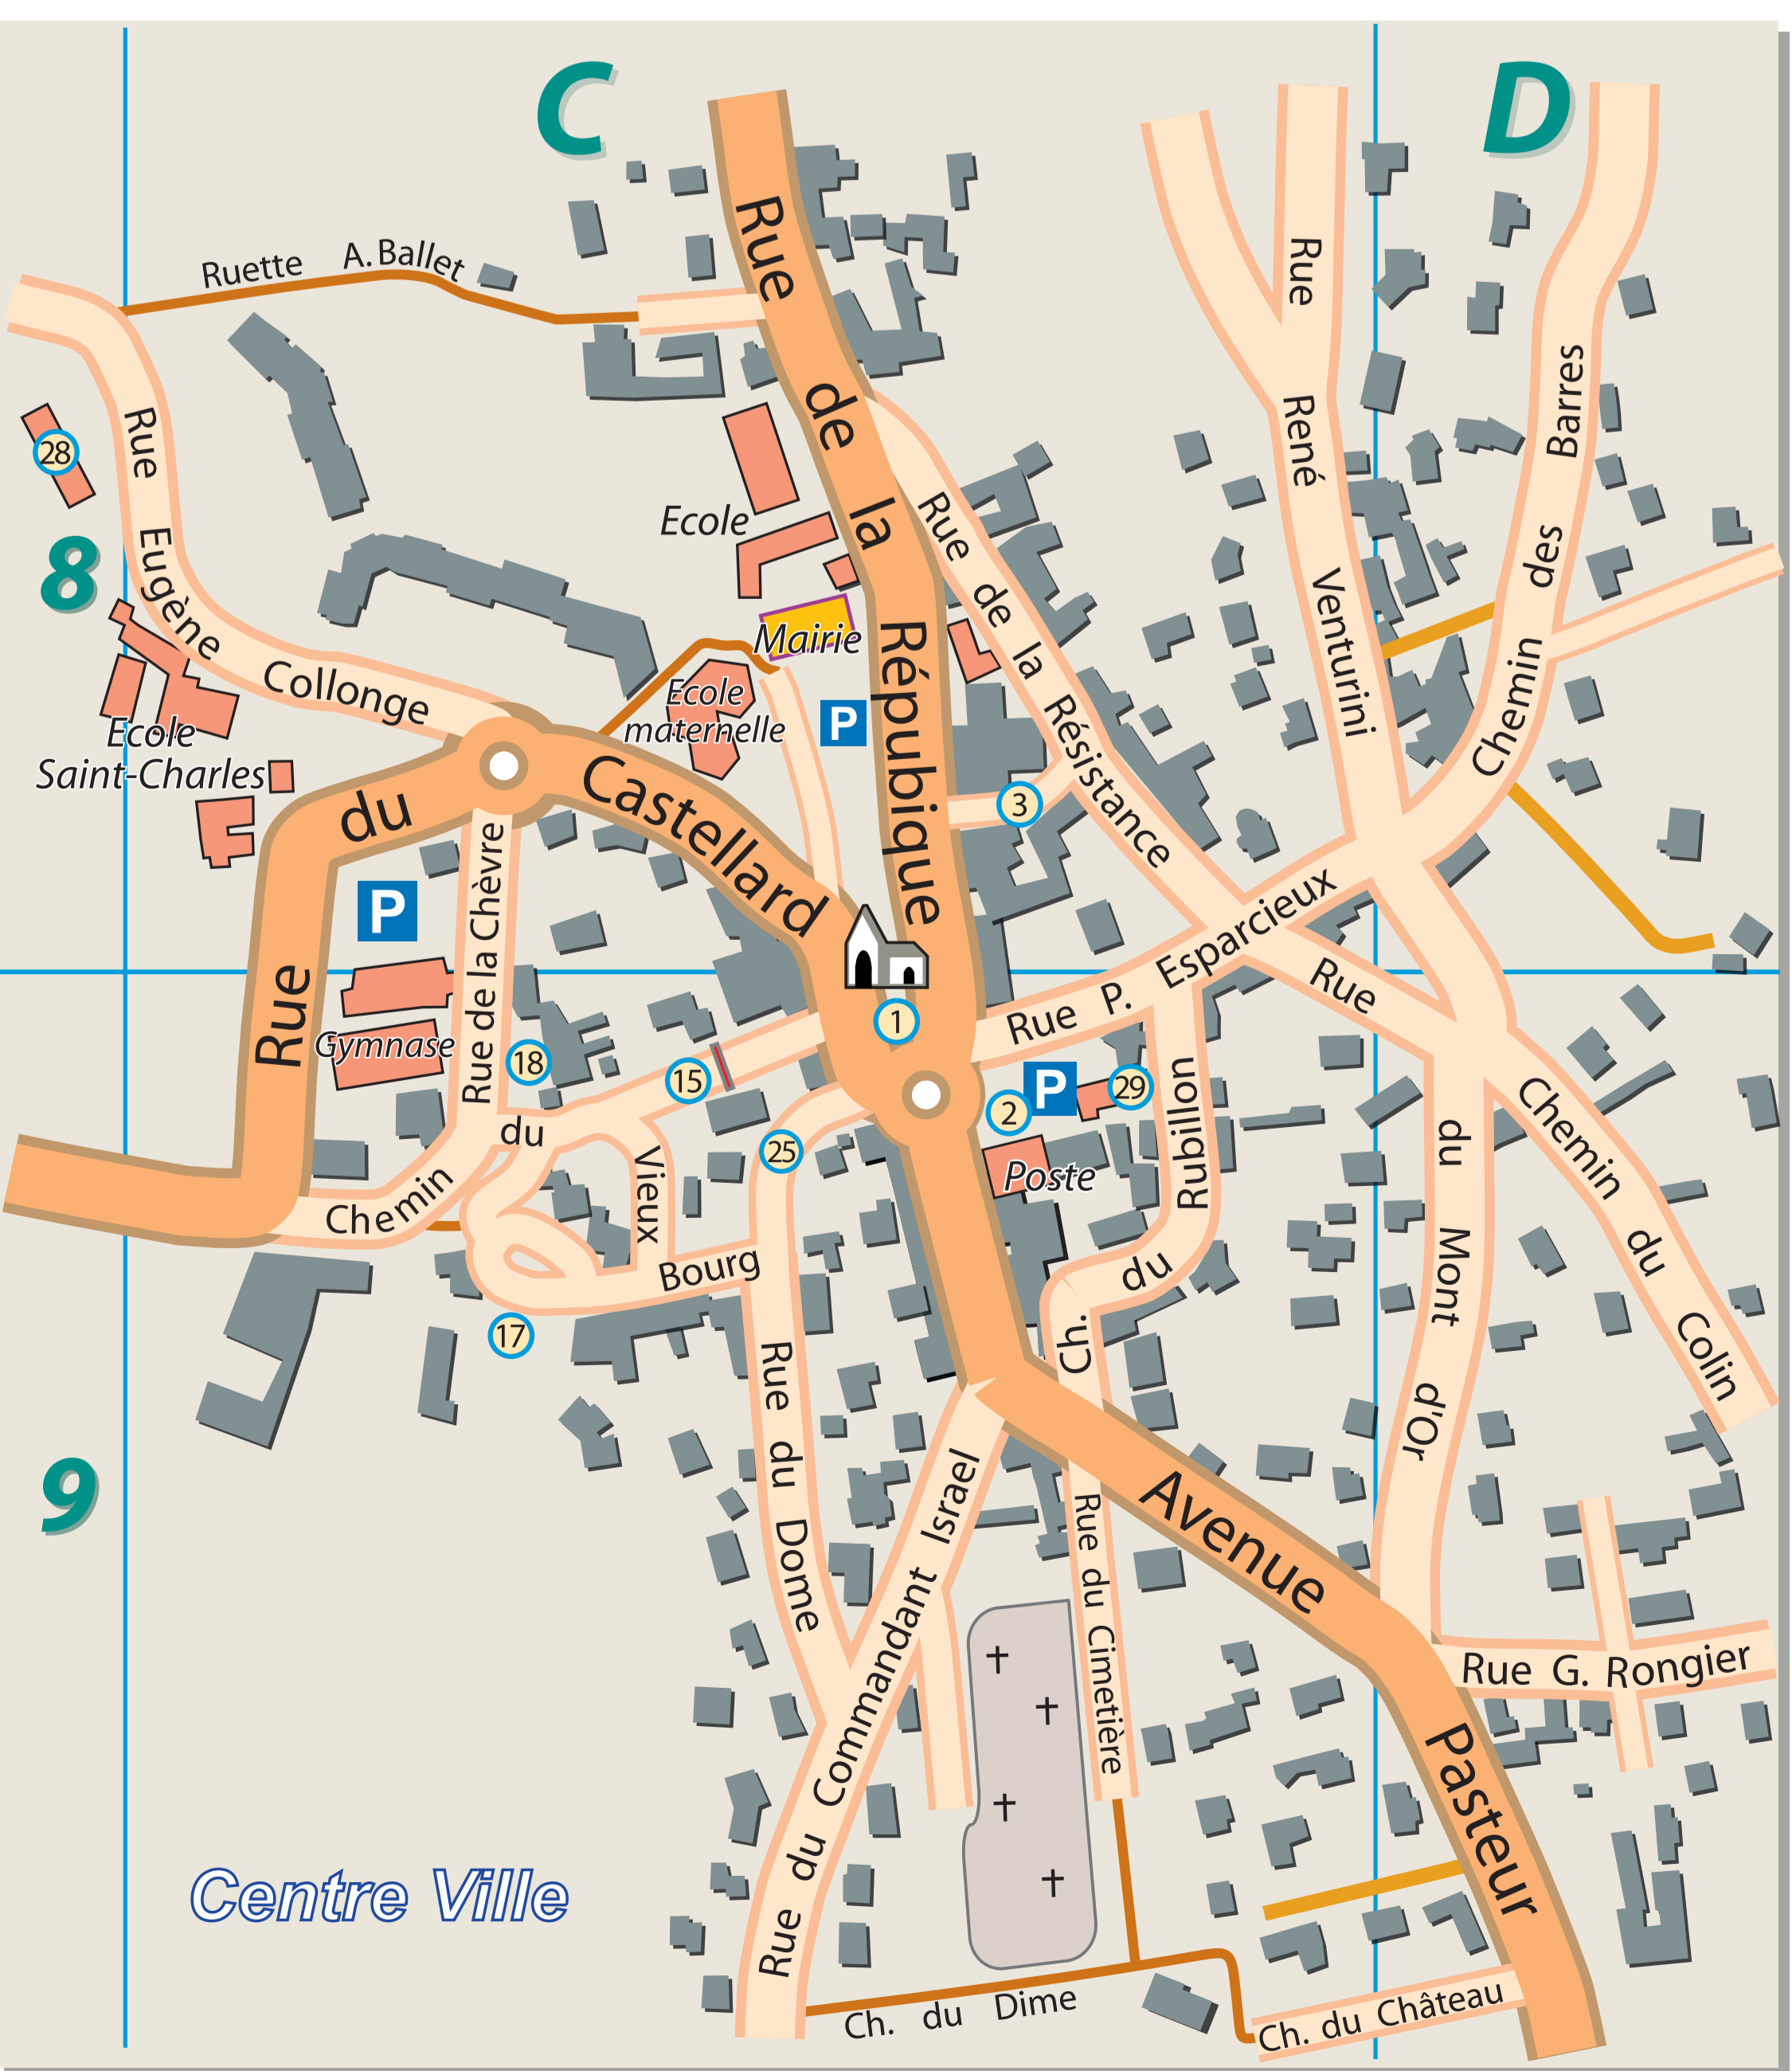 C
D
Ruette A. Ballet
Rue de la Répubique
Rue René Venturini
Chemin des Barres
Rue Eugène Collonge
28
8
Ecole
Mairie
Rue de la Résistance
Ecole
maternelle
P
Ecole
Saint-Charles
3
Rue du Castellard
P
Rue de la Chèvre
Rue P. Esparcieux
Gymnase
18
15
1
P
29
2
25
Poste
17
Chemin du Vieux Bourg
Ch. du Trubillon
Rue du Mont d'Or
Chemin du Colin
9
Rue du Dome
Rue du Commandant Israel
Rue du Cimetière
Avenue Pasteur
Rue G. Rongier
Centre Ville
Ch. du Dime
Ch. du Château